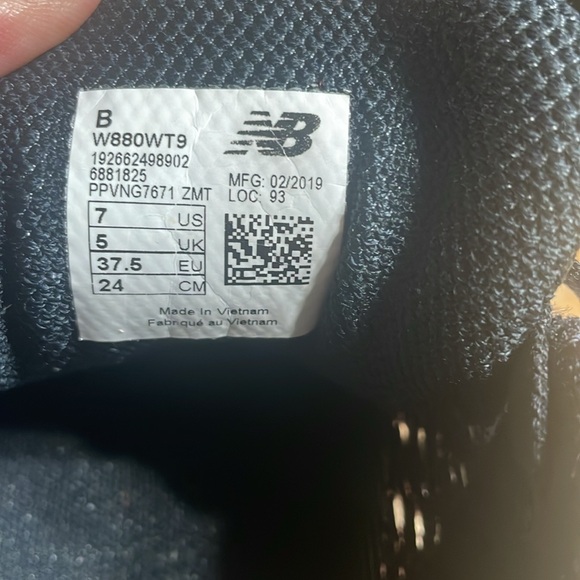 B
W880WT9
192662498902
6881825
PPVNG7671 ZMT
NB
MFG: 02/2019
LOC: 93
7 US
5 UK
37.5 EU
24 CM
Made In Vietnam
Fabriqué au Vietnam